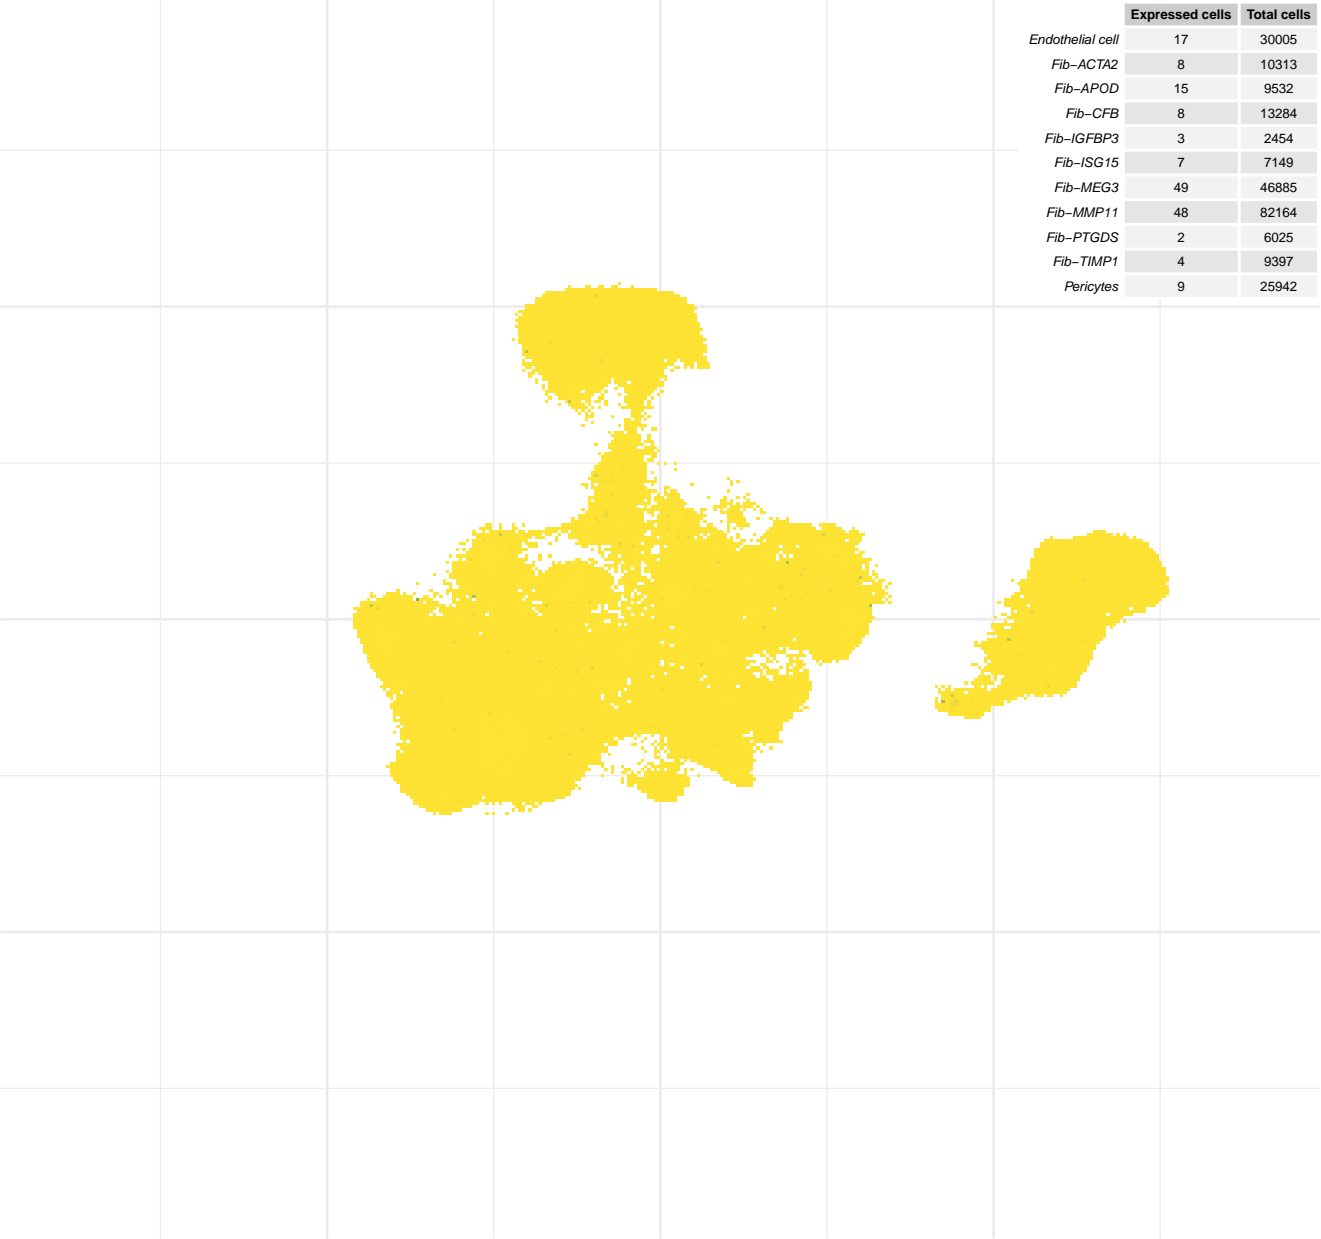 Expressed cells Total cells
Endothelial cell 17 30005
Fib−ACTA2 8 10313
Fib−APOD 15 9532
Fib−CFB 8 13284
Fib−IGFBP3 3 2454
Fib−ISG15 7 7149
Fib−MEG3 49 46885
Fib−MMP11 48 82164
Fib−PTGDS 2 6025
Fib−TIMP1 4 9397
Pericytes 9 25942